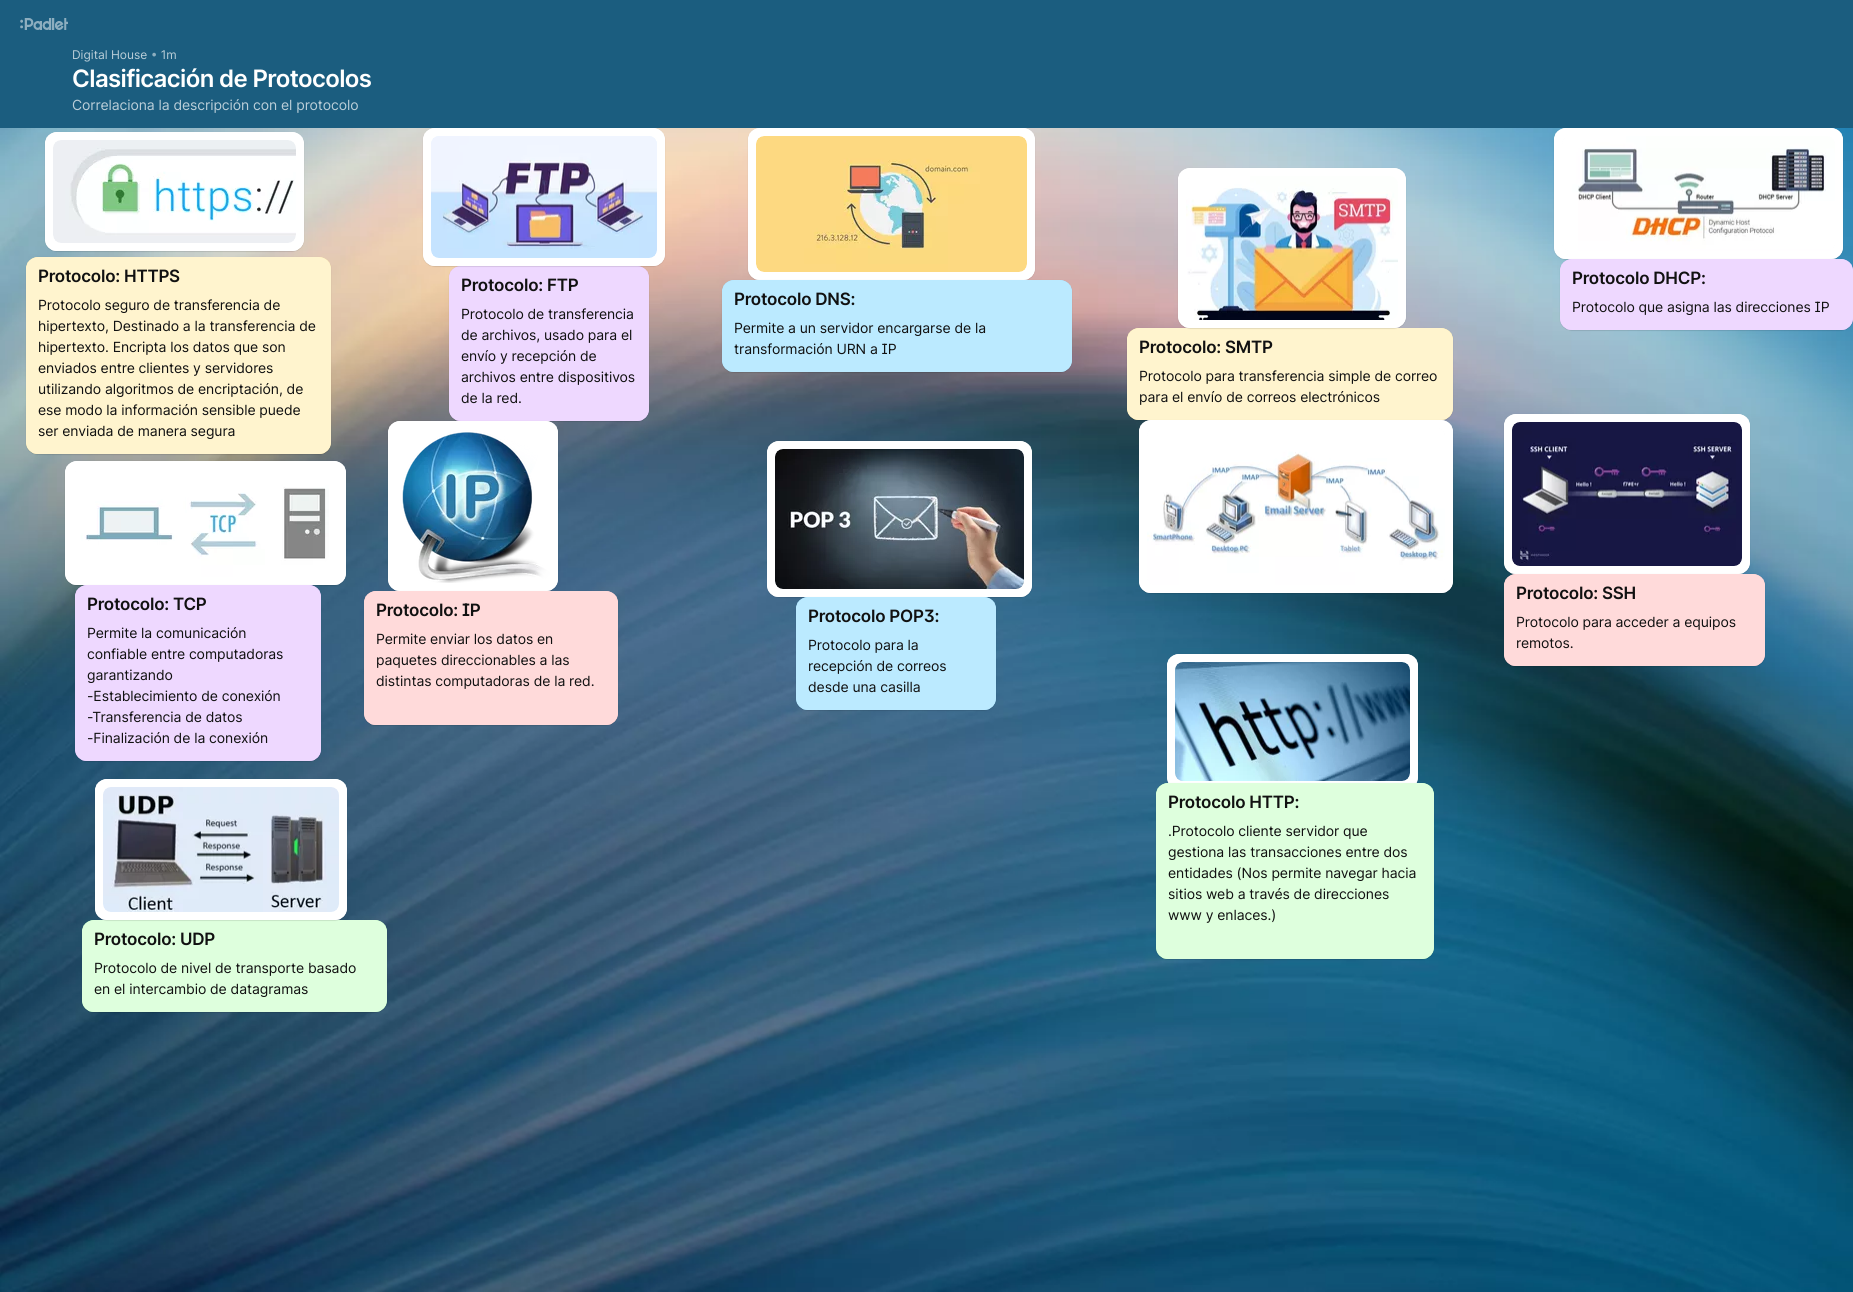 :Padlet
Digital House • 1m
Clasificación de Protocolos
Correlaciona la descripción con el protocolo
https://
Protocolo: HTTPS
Protocolo seguro de transferencia de
hipertexto, Destinado a la transferencia de
hipertexto. Encripta los datos que son
enviados entre clientes y servidores
utilizando algoritmos de encriptación, de
ese modo la información sensible puede
ser enviada de manera segura
FTP
Protocolo: FTP
Protocolo de transferencia
de archivos, usado para el
envío y recepción de
archivos entre dispositivos
de la red.
domain.com
216.3.128.12
Protocolo DNS:
Permite a un servidor encargarse de la
transformación URN a IP
SMTP
Protocolo: SMTP
Protocolo para transferencia simple de correo
para el envío de correos electrónicos
DHCP Client
Router
DHCP Server
DHCP
Dynamic Host
Configuration Protocol
Protocolo DHCP:
Protocolo que asigna las direcciones IP
TCP
Protocolo: TCP
Permite la comunicación
confiable entre computadoras
garantizando
-Establecimiento de conexión
-Transferencia de datos
-Finalización de la conexión
IP
Protocolo: IP
Permite enviar los datos en
paquetes direccionables a las
distintas computadoras de la red.
POP 3
Protocolo POP3:
Protocolo para la
recepción de correos
desde una casilla
IMAP
IMAP
IMAP
IMAP
Email Server
SmartPhone
Desktop PC
Tablet
Desktop PC
SSH CLIENT
SSH SERVER
Hello !
Hello !
Protocolo: SSH
Protocolo para acceder a equipos
remotos.
http://www
Protocolo HTTP:
.Protocolo cliente servidor que
gestiona las transacciones entre dos
entidades (Nos permite navegar hacia
sitios web a través de direcciones
www y enlaces.)
UDP
Request
Response
Response
Client
Server
Protocolo: UDP
Protocolo de nivel de transporte basado
en el intercambio de datagramas